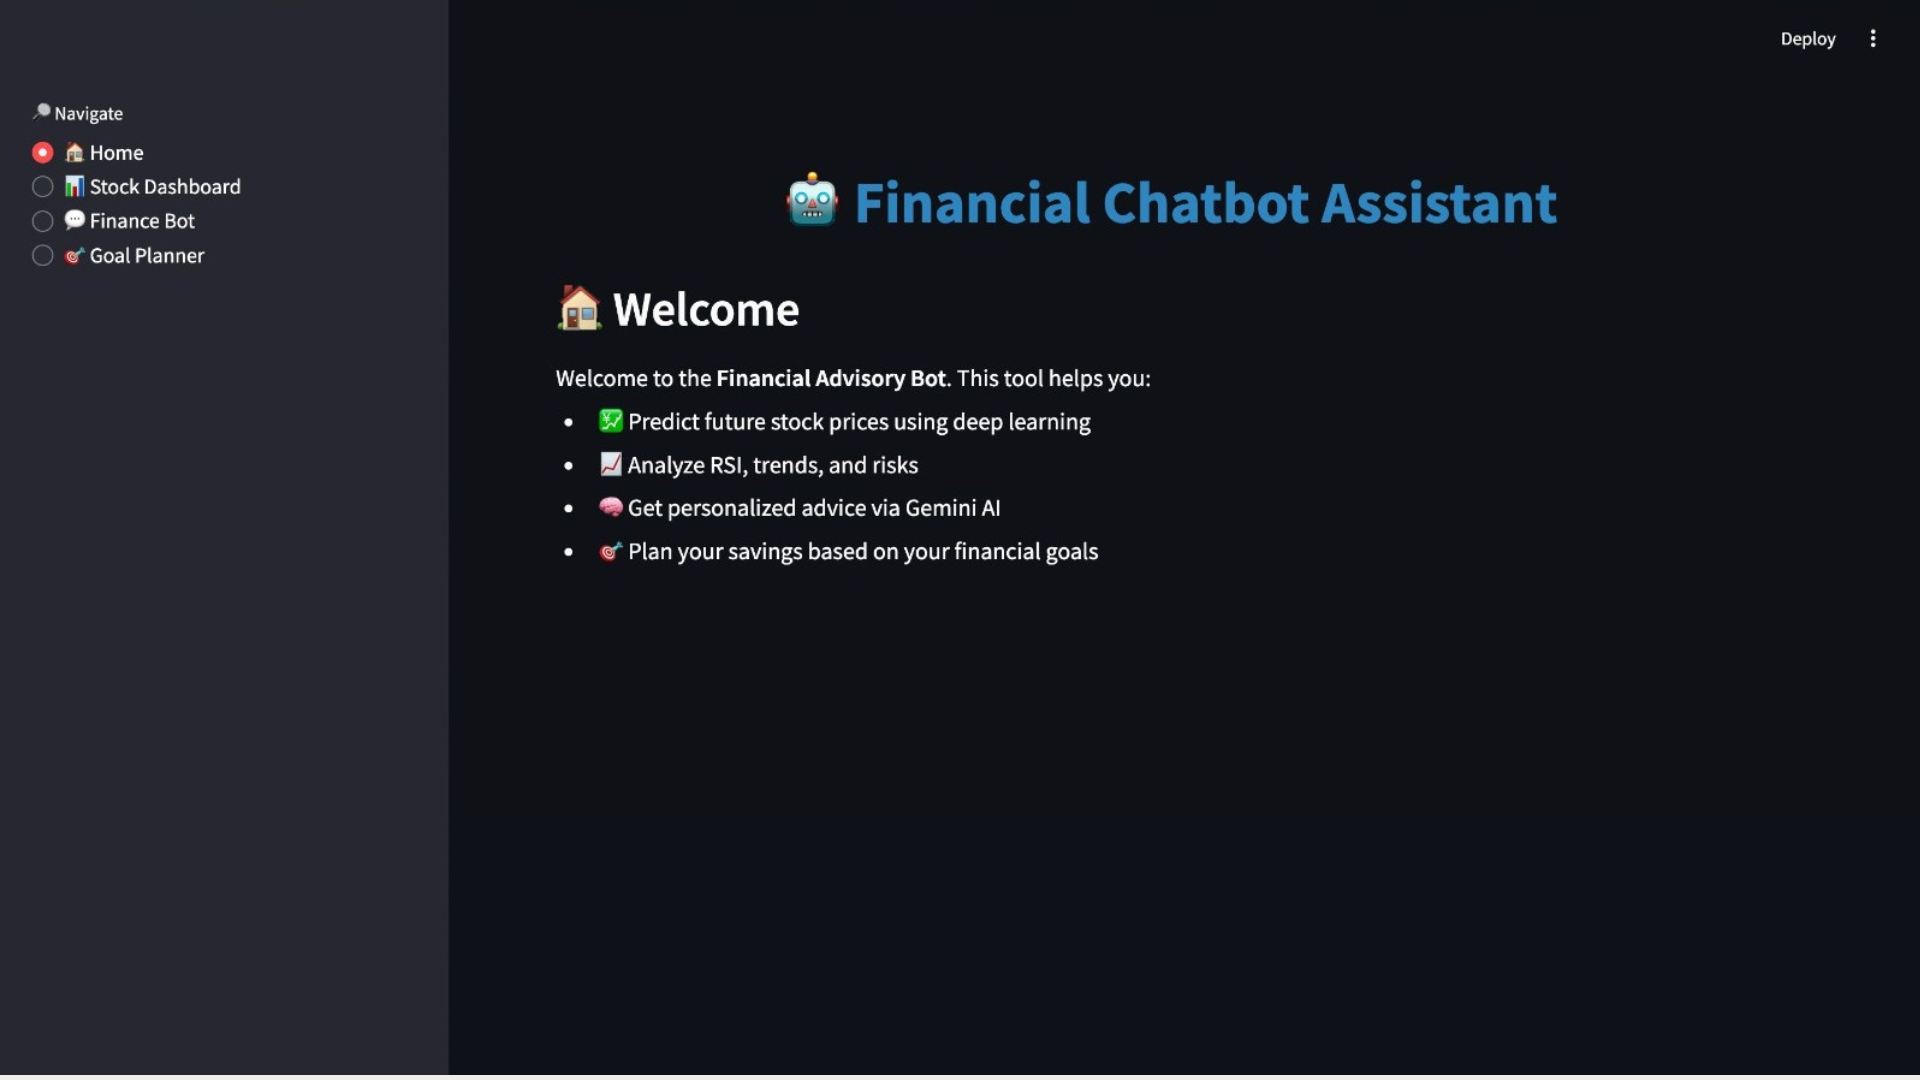 Deploy
🔎 Navigate
🏠 Home
📊 Stock Dashboard
💬 Finance Bot
🎯 Goal Planner
🤖 Financial Chatbot Assistant
🏠 Welcome
Welcome to the Financial Advisory Bot. This tool helps you:
• 💹 Predict future stock prices using deep learning
• 📈 Analyze RSI, trends, and risks
• 🧠 Get personalized advice via Gemini AI
• 🎯 Plan your savings based on your financial goals